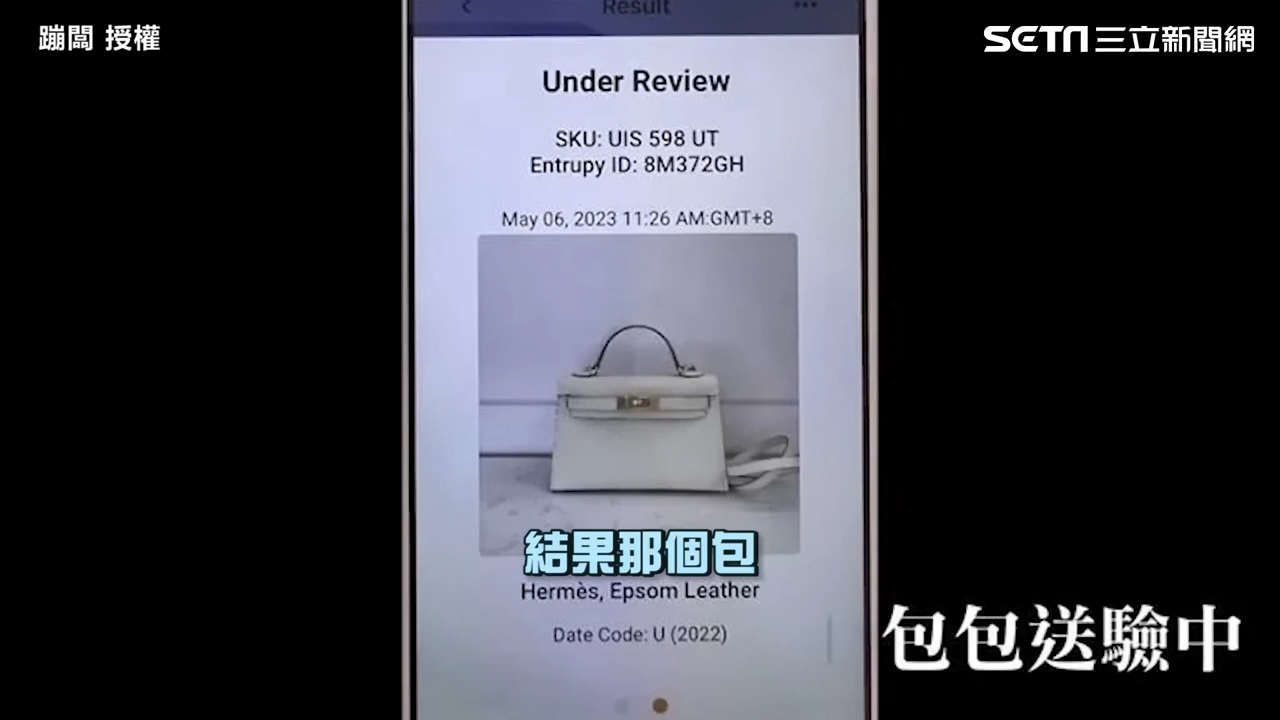 蹦闆 授權
SETN三立新聞網
Result
Under Review
SKU: UIS 598 UT
Entrupy ID: 8M372GH
May 06, 2023 11:26 AM:GMT+8
結果那個包
Hermès, Epsom Leather
Date Code: U (2022)
包包送驗中